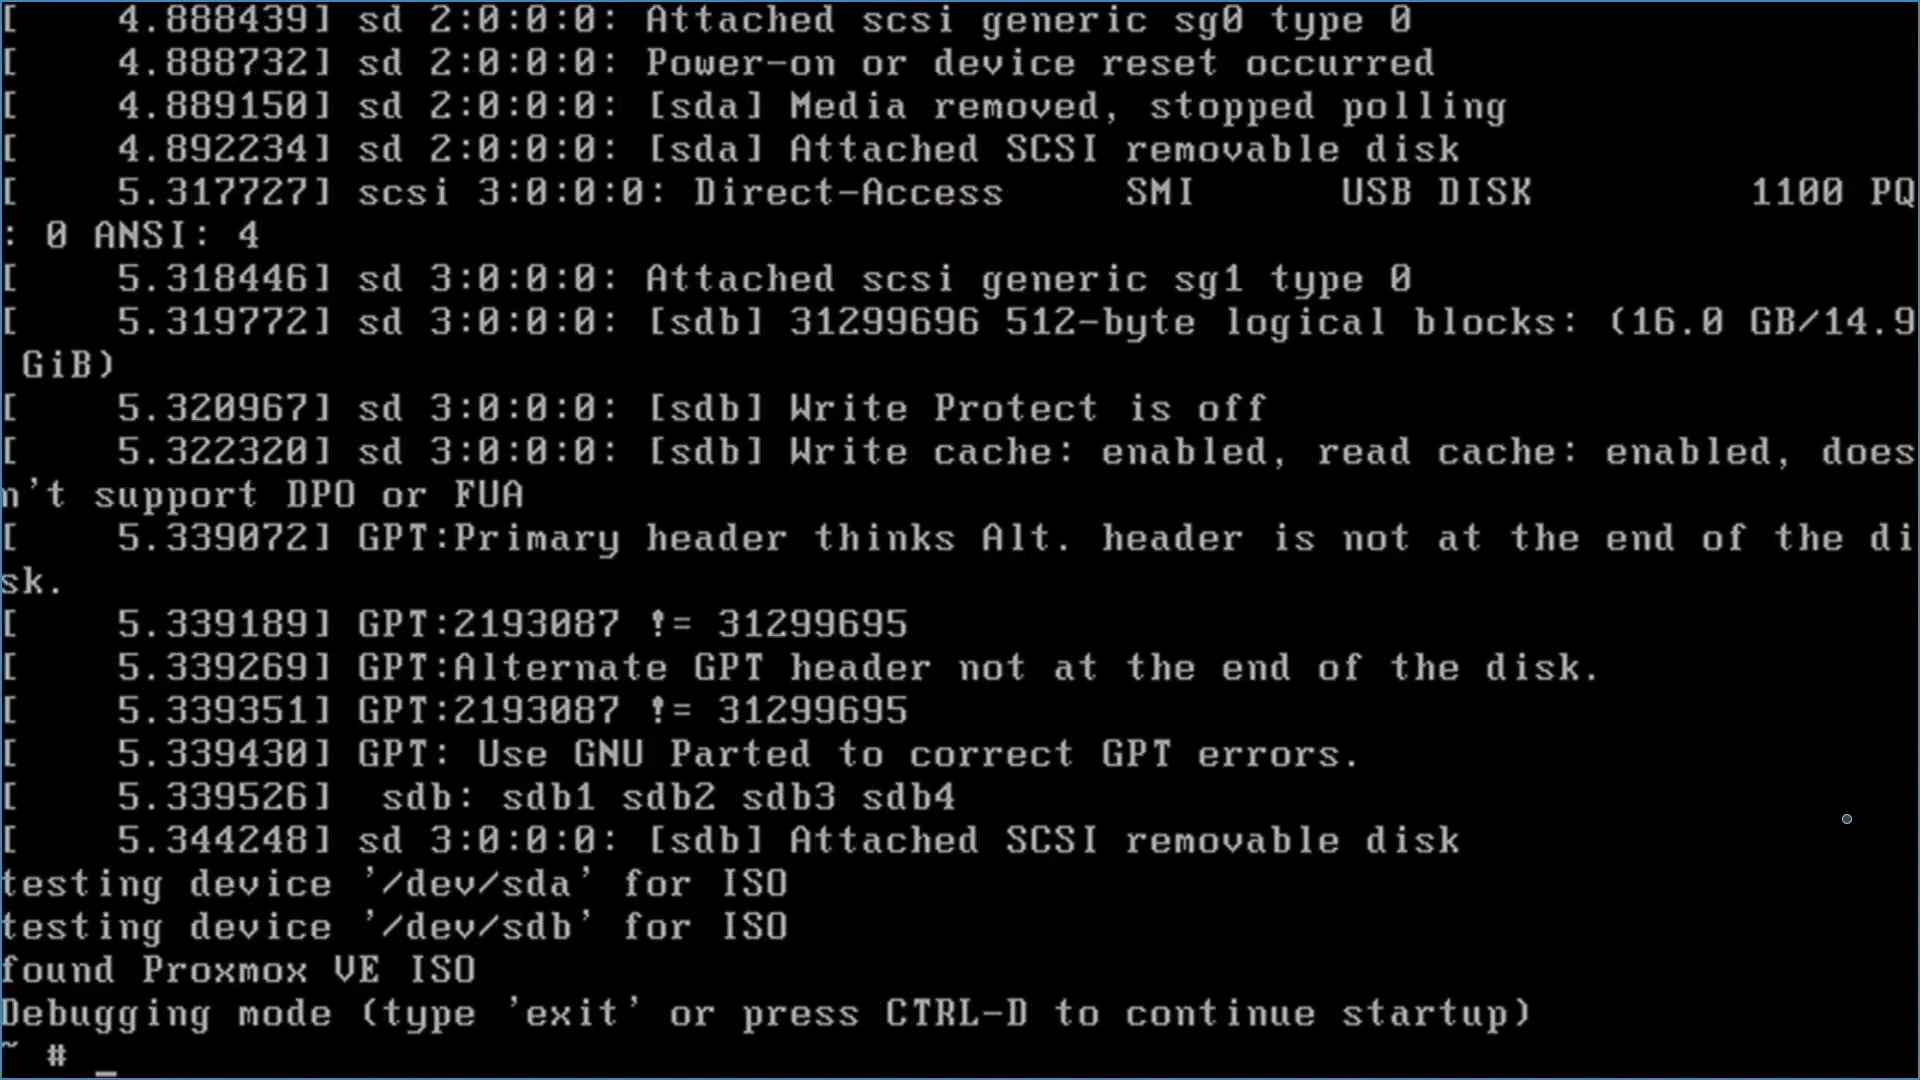 [    4.888439] sd 2:0:0:0: Attached scsi generic sg0 type 0
[    4.888732] sd 2:0:0:0: Power-on or device reset occurred
[    4.889150] sd 2:0:0:0: [sda] Media removed, stopped polling
[    4.892234] sd 2:0:0:0: [sda] Attached SCSI removable disk
[    5.317727] scsi 3:0:0:0: Direct-Access     SMI      USB DISK         1100 PQ
: 0 ANSI: 4
[    5.318446] sd 3:0:0:0: Attached scsi generic sg1 type 0
[    5.319772] sd 3:0:0:0: [sdb] 31299696 512-byte logical blocks: (16.0 GB/14.9
 GiB)
[    5.320967] sd 3:0:0:0: [sdb] Write Protect is off
[    5.322320] sd 3:0:0:0: [sdb] Write cache: enabled, read cache: enabled, does
n't support DPO or FUA
[    5.339072] GPT:Primary header thinks Alt. header is not at the end of the di
sk.
[    5.339189] GPT:2193087 != 31299695
[    5.339269] GPT:Alternate GPT header not at the end of the disk.
[    5.339351] GPT:2193087 != 31299695
[    5.339430] GPT: Use GNU Parted to correct GPT errors.
[    5.339526]  sdb: sdb1 sdb2 sdb3 sdb4
[    5.344248] sd 3:0:0:0: [sdb] Attached SCSI removable disk
testing device '/dev/sda' for ISO
testing device '/dev/sdb' for ISO
found Proxmox VE ISO
Debugging mode (type 'exit' or press CTRL-D to continue startup)
~ # _